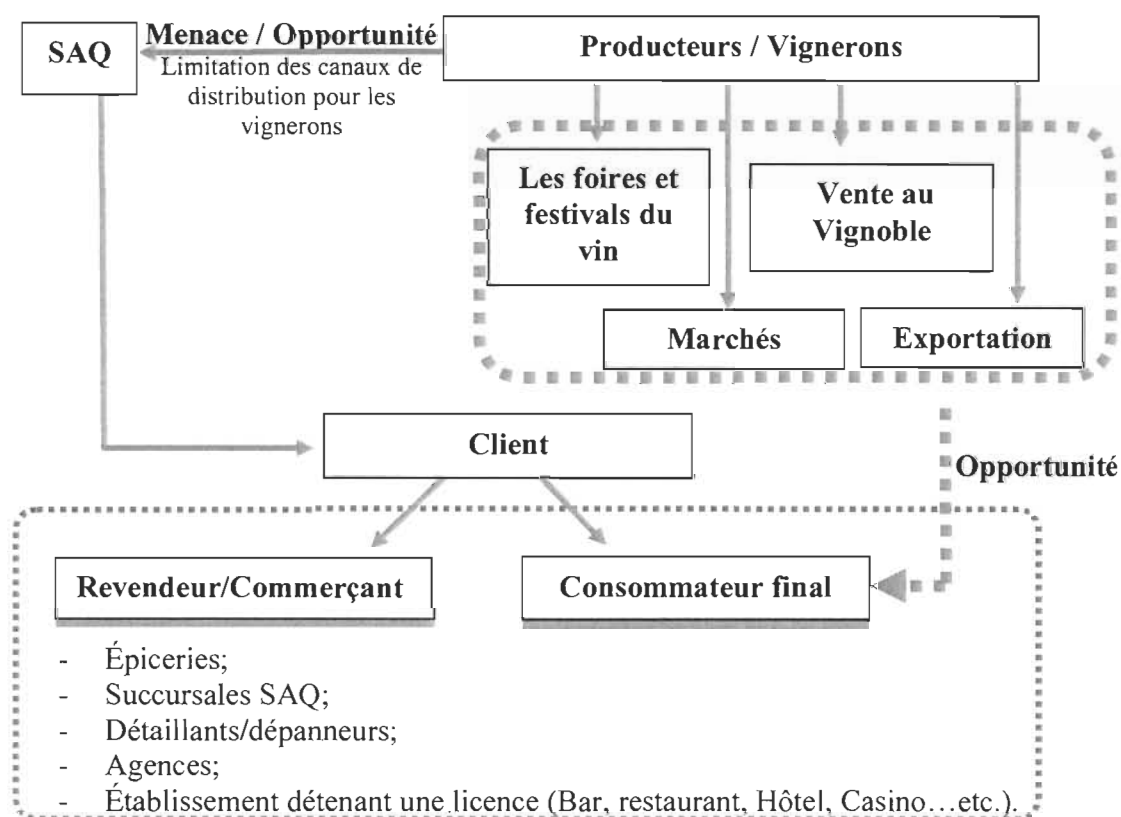 SAQ
Menace / Opportunité
Limitation des canaux de
distribution pour les
vignerons
Producteurs / Vignerons
Les foires et
festivals du
vin
Vente au
Vignoble
Marchés
Exportation
Client
Opportunité
Revendeur/Commerçant
Consommateur final
- Épiceries;
- Succursales SAQ;
- Détaillants/dépanneurs;
- Agences;
- Établissement détenant une licence (Bar, restaurant, Hôtel, Casino…etc.).